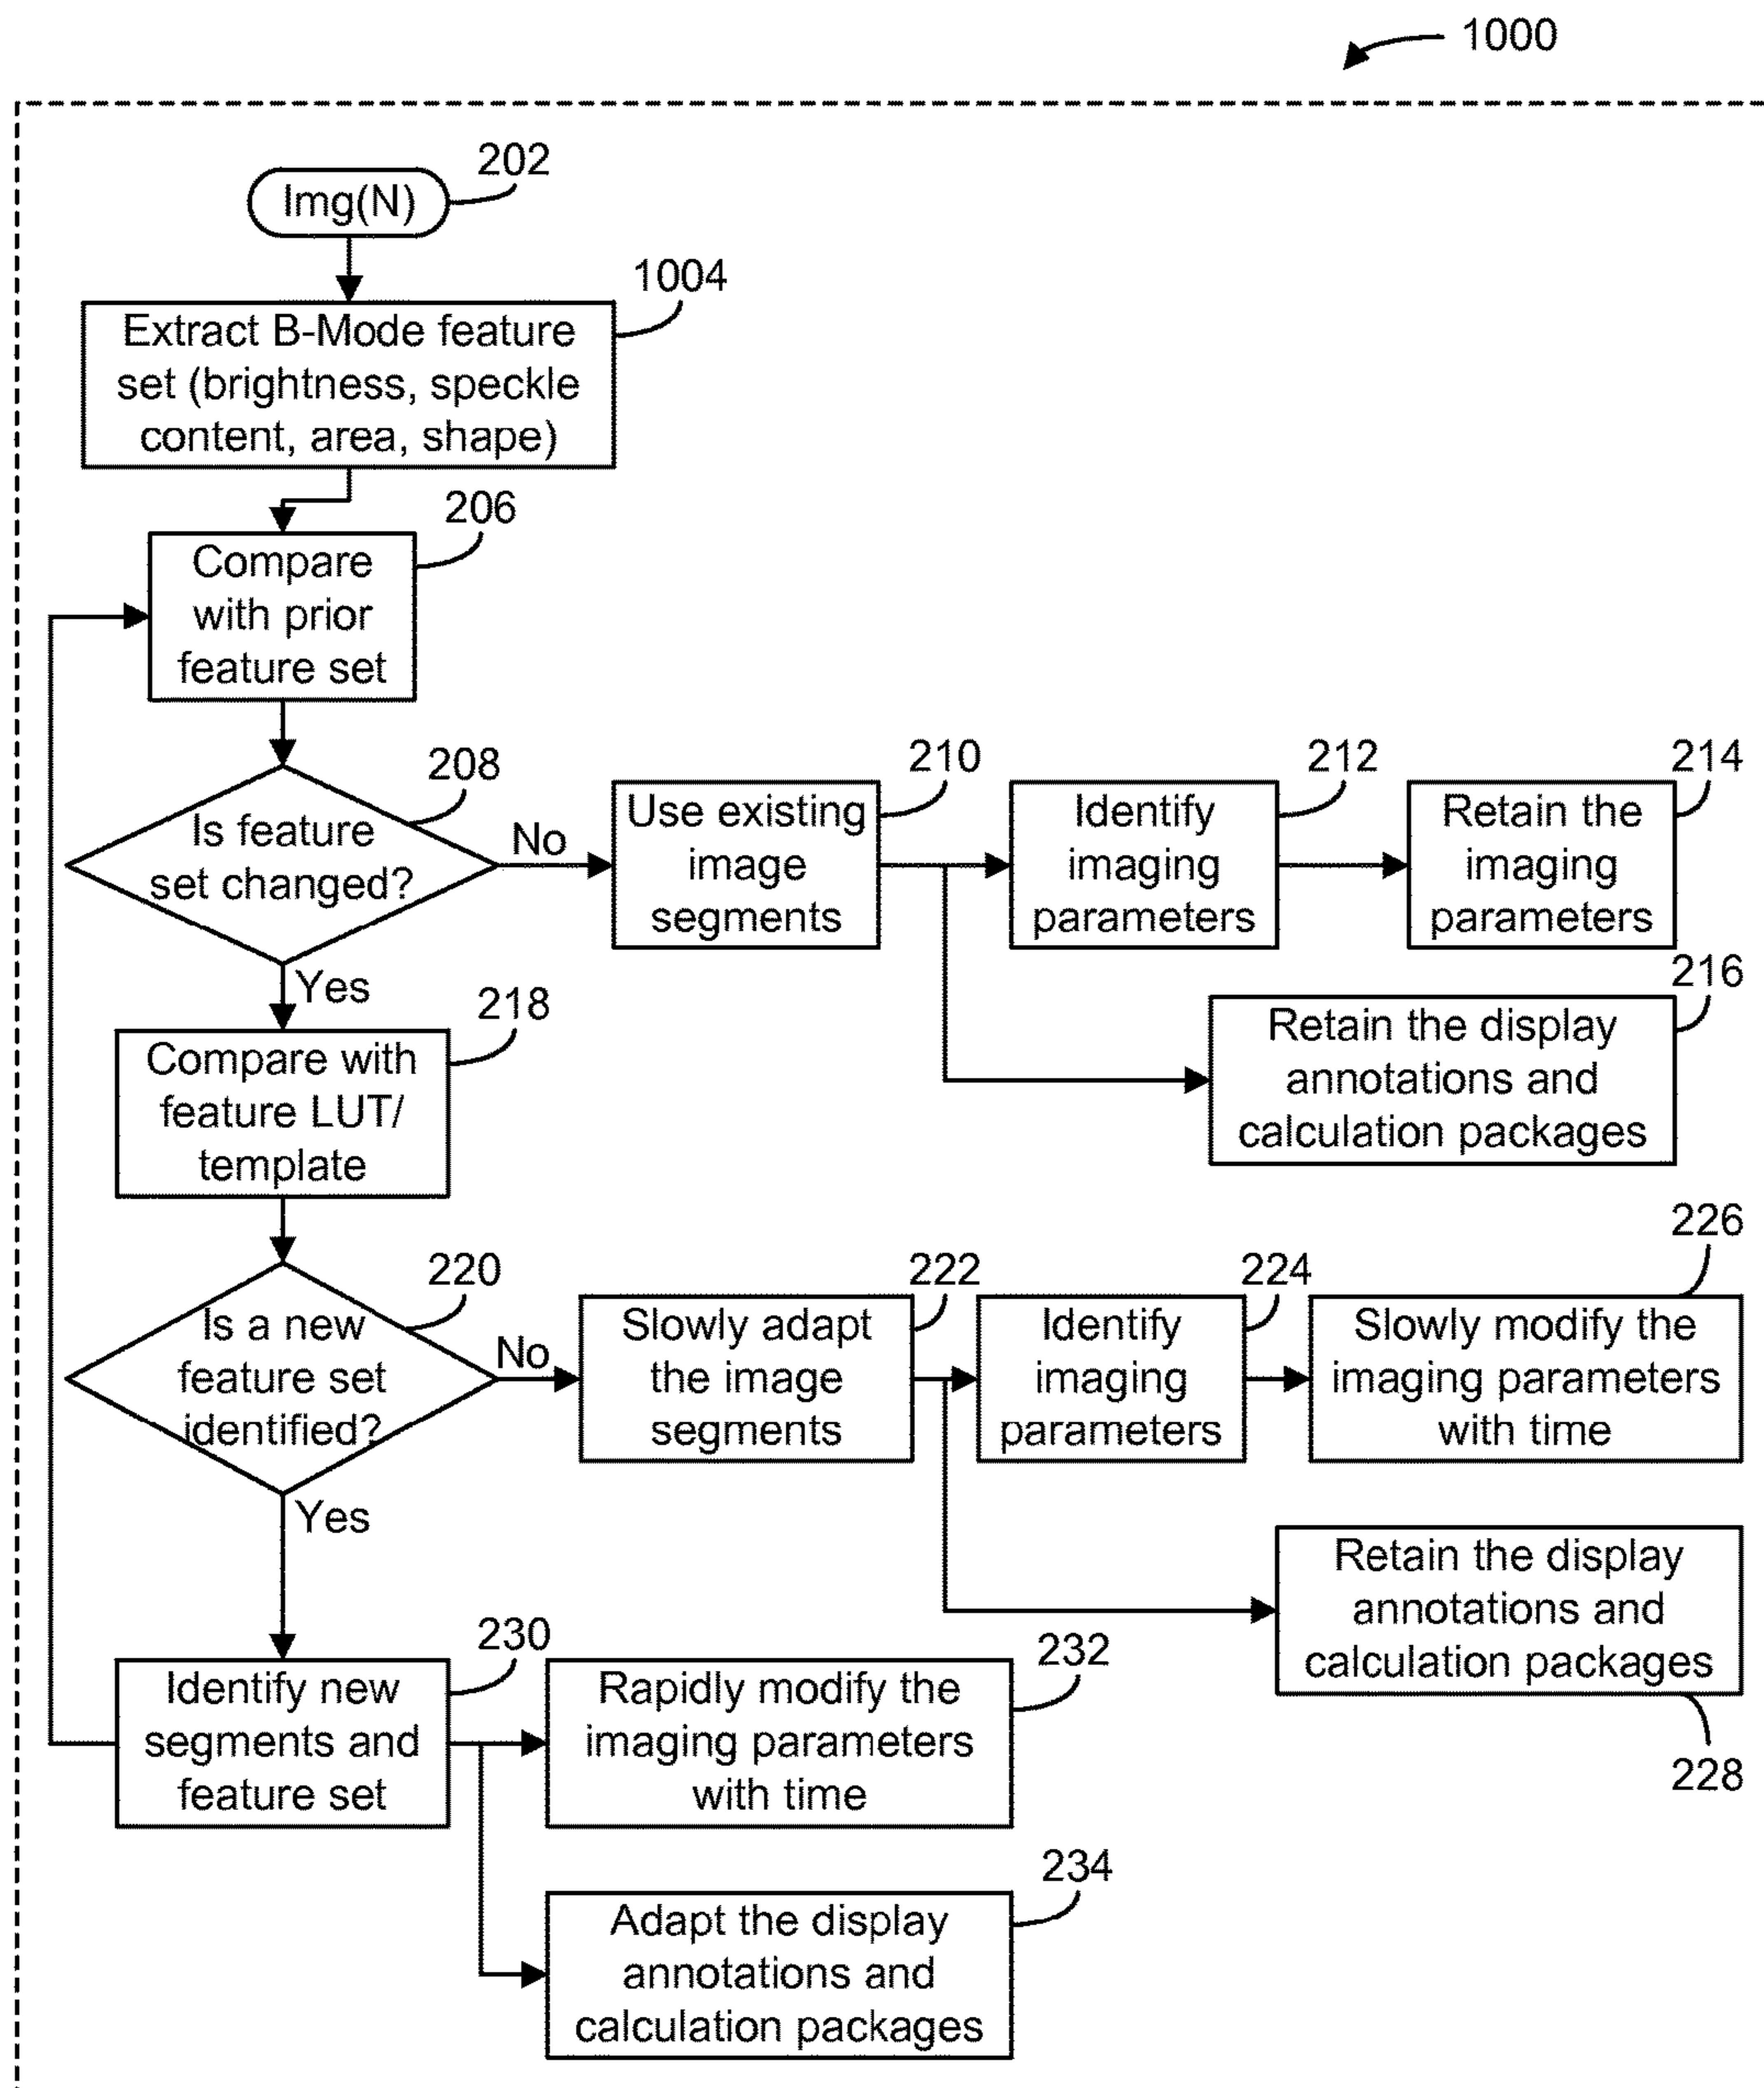 1000
202
Img(N)
1004
Extract B-Mode feature
set (brightness, speckle
content, area, shape)
206
Compare
with prior
feature set
208
Is feature
set changed?
No
Yes
210
Use existing
image
segments
212
Identify
imaging
parameters
214
Retain the
imaging
parameters
216
Retain the display
annotations and
calculation packages
218
Compare with
feature LUT/
template
220
Is a new
feature set
identified?
No
Yes
222
Slowly adapt
the image
segments
224
Identify
imaging
parameters
226
Slowly modify the
imaging parameters
with time
Retain the display
annotations and
calculation packages
228
230
Identify new
segments and
feature set
232
Rapidly modify the
imaging parameters
with time
234
Adapt the display
annotations and
calculation packages